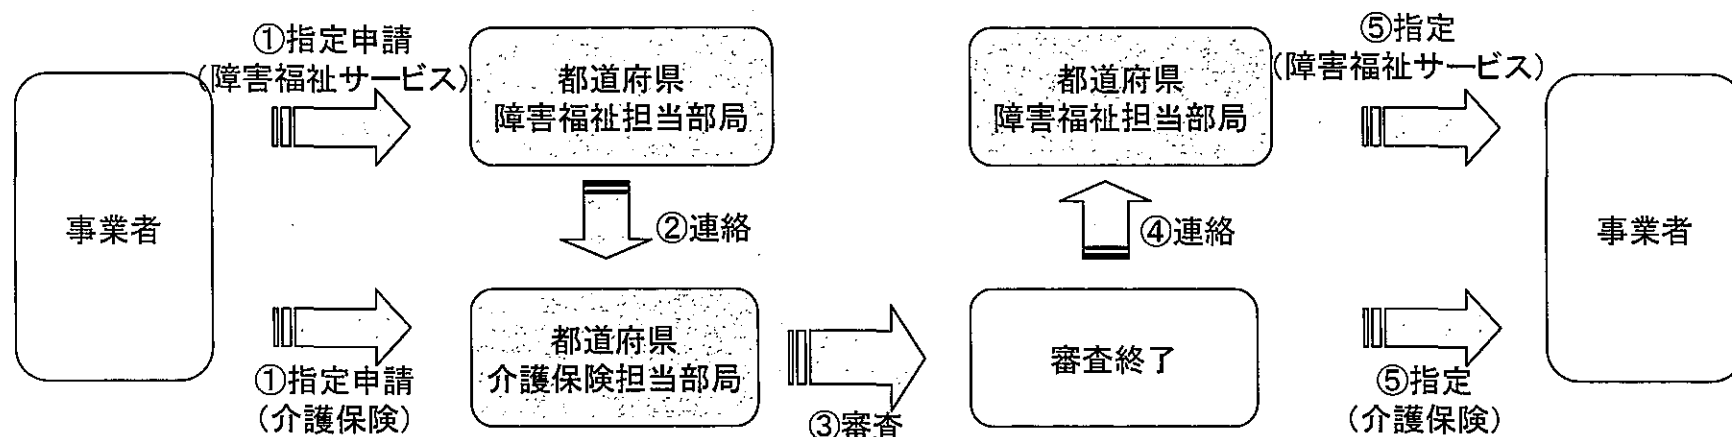 ①指定申請
(障害福祉サービス)
事業者
都道府県
障害福祉担当部局
②連絡
①指定申請
(介護保険)
都道府県
介護保険担当部局
③審査
審査終了
④連絡
都道府県
障害福祉担当部局
⑤指定
(障害福祉サービス)
⑤指定
(介護保険)
事業者